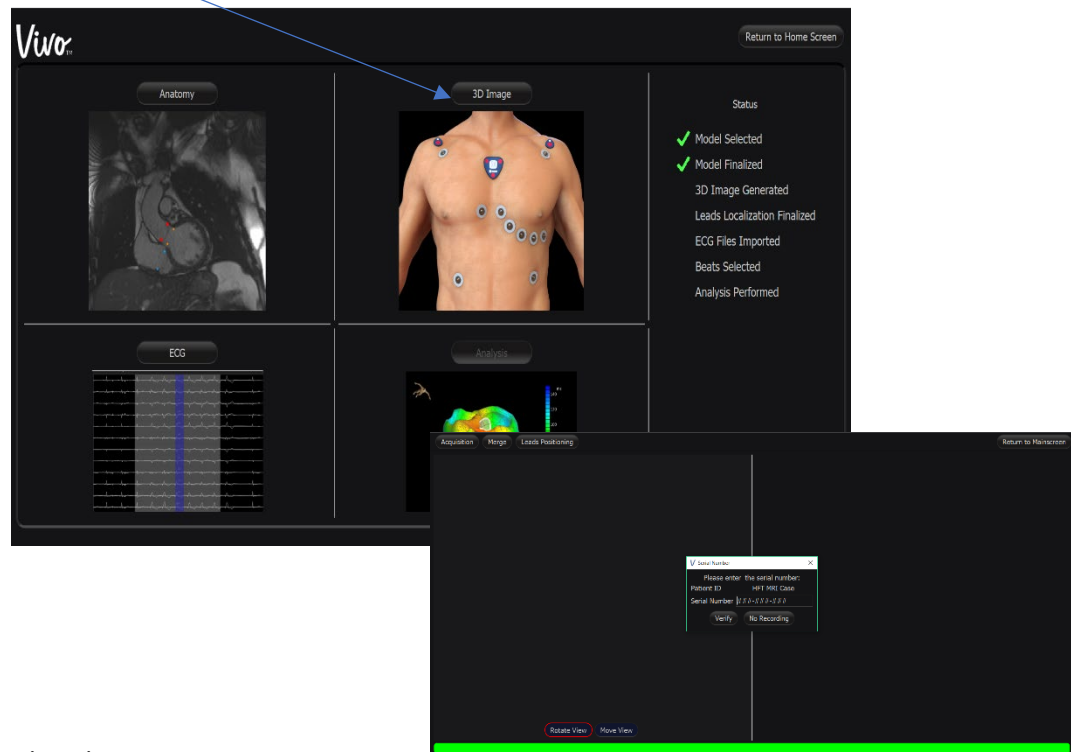 Vivo™
Return to Home Screen
Anatomy
3D Image
Status
Model Selected
Model Finalized
3D Image Generated
Leads Localization Finalized
ECG Files Imported
Beats Selected
Analysis Performed
ECG
Analysis
Acquisition Merge Leads Positioning
Return to Mainscreen
Serial Number
Please enter the serial number:
Patient ID HFT MRI Case
Serial Number ###-###-###
Verify No Recording
Rotate View Move View